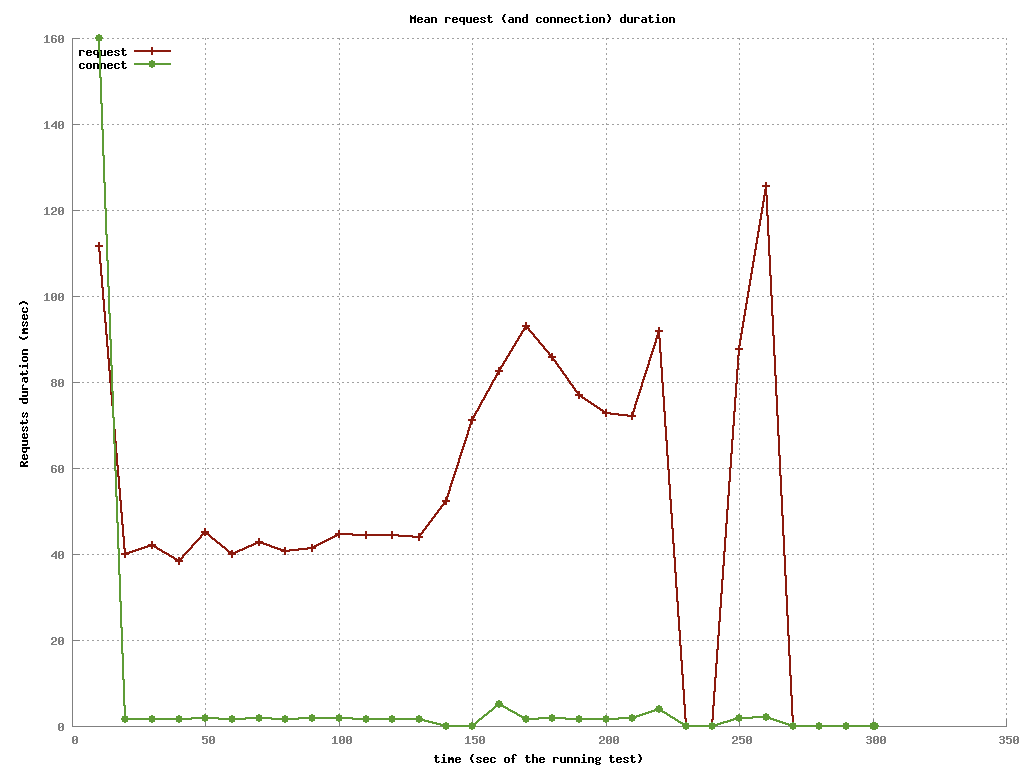 Mean request (and connection) duration
160
140
120
100
80
60
40
20
0
request
connect
Requests duration (msec)
0 50 100 150 200 250 300 350
time (sec of the running test)